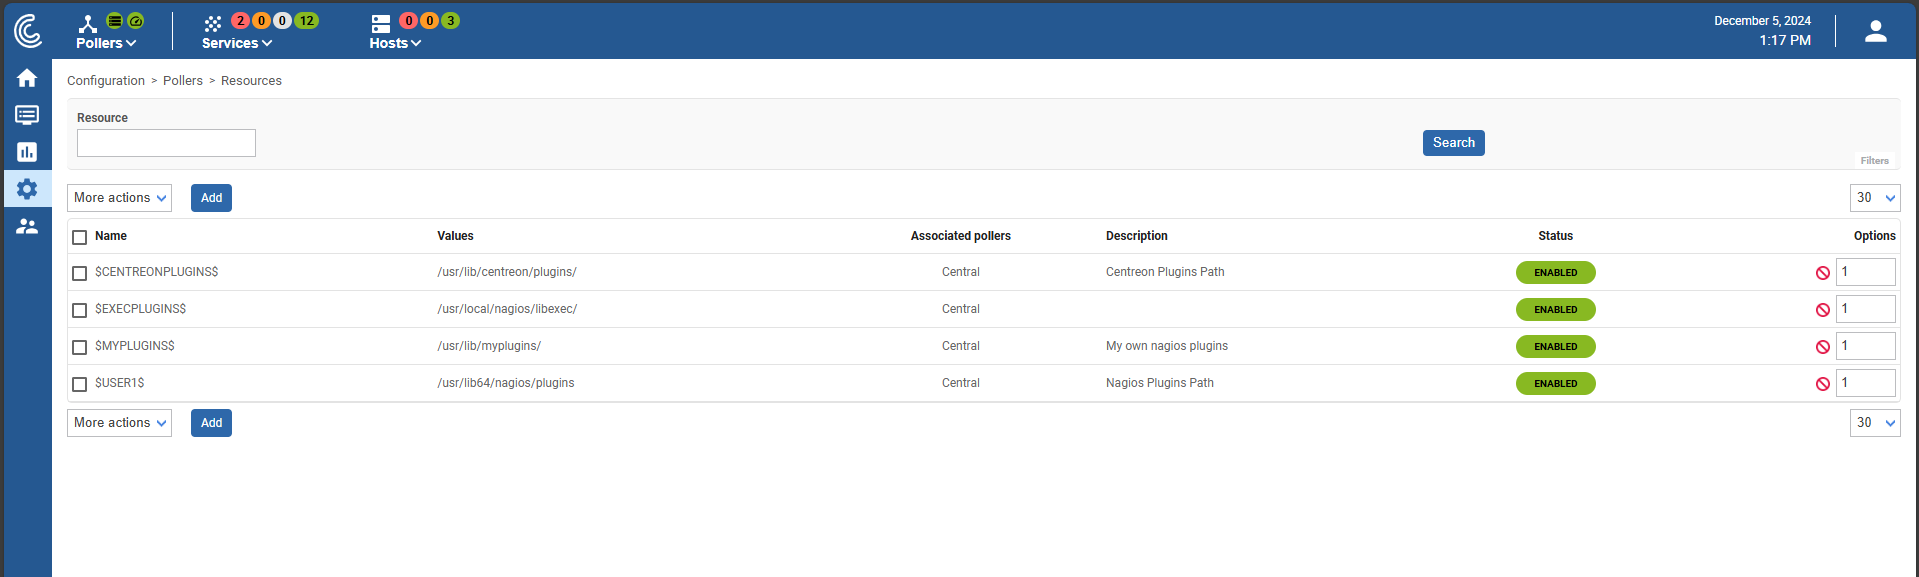 2 0 0 12
0 0 3
Pollers
Services
Hosts
December 5, 2024
1:17 PM
Configuration > Pollers > Resources
Resource
Search
Filters
More actions
Add
30
Name Values Associated pollers Description Status Options
$CENTREONPLUGINS$ /usr/lib/centreon/plugins/ Central Centreon Plugins Path ENABLED 1
$EXECPLUGINS$ /usr/local/nagios/libexec/ Central ENABLED 1
$MYPLUGINS$ /usr/lib/myplugins/ Central My own nagios plugins ENABLED 1
$USER1$ /usr/lib64/nagios/plugins Central Nagios Plugins Path ENABLED 1
More actions
Add
30